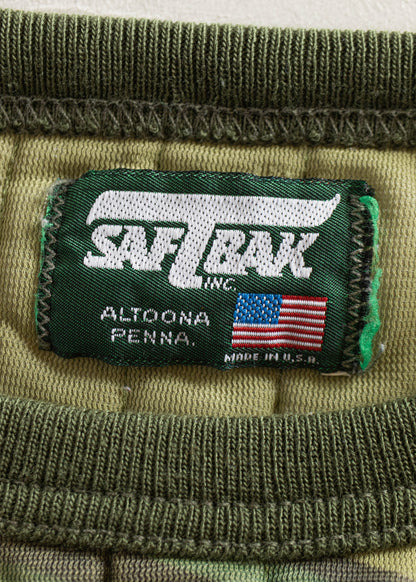 SAFTBAK
INC.
ALTOONA
PENNA.
MADE IN U.S.A.